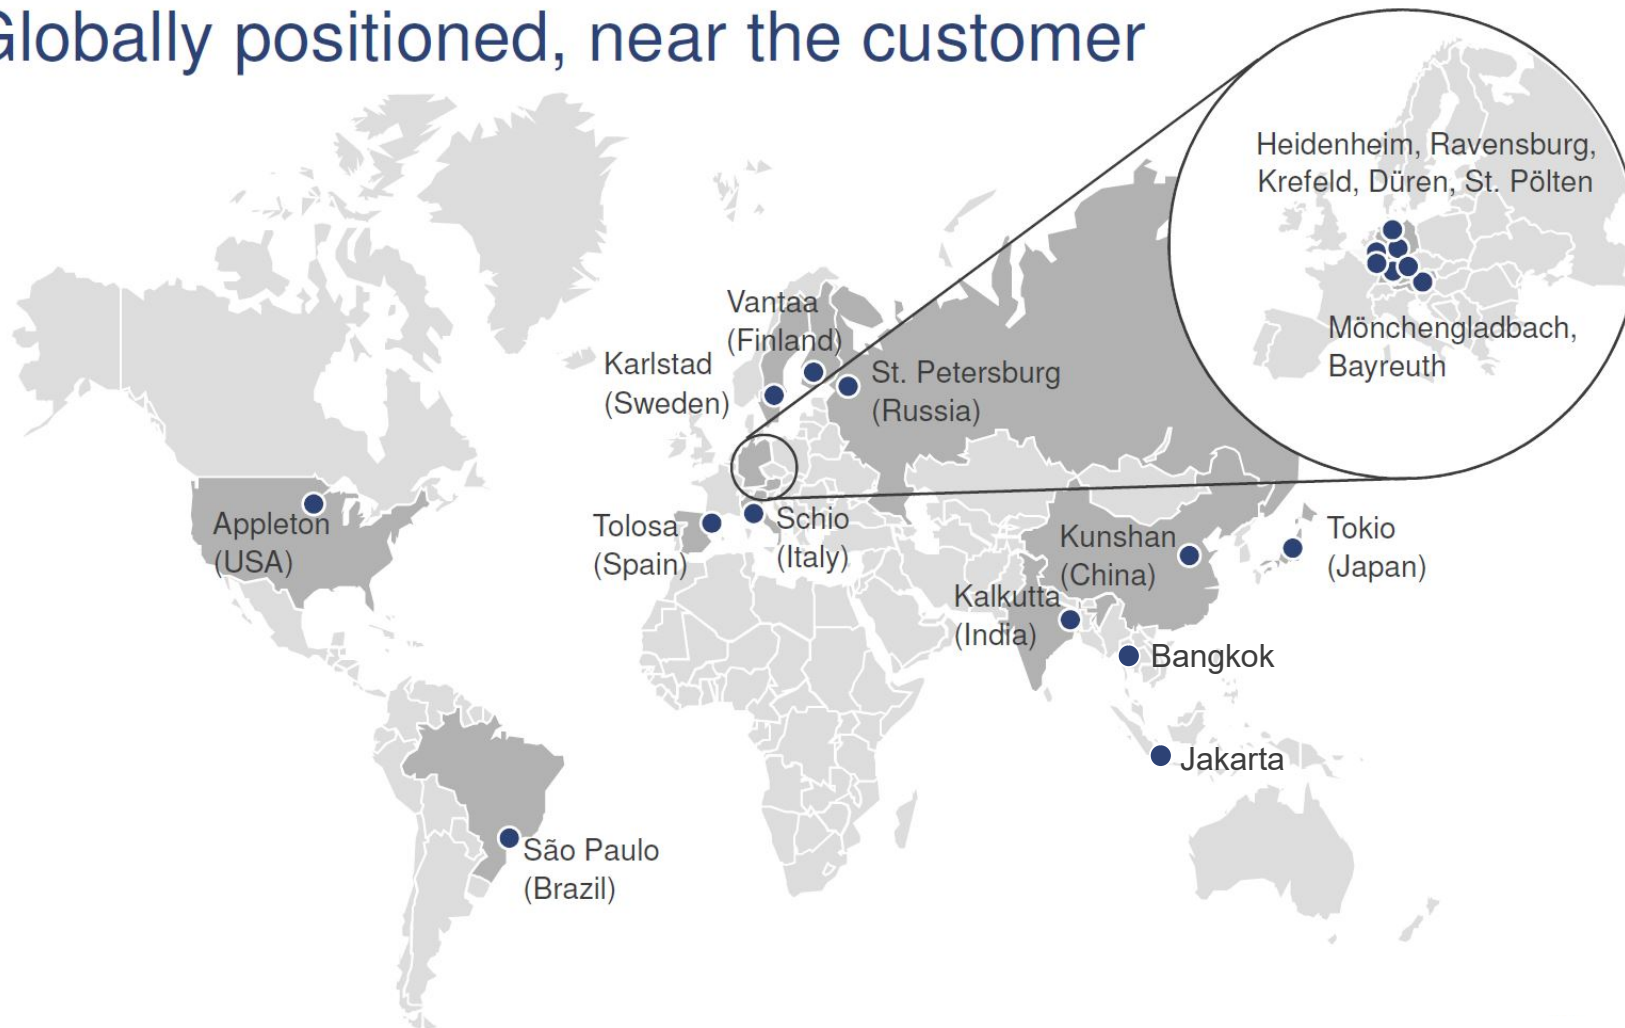 Globally positioned, near the customer
Heidenheim, Ravensburg,
Krefeld, Düren, St. Pölten
Mönchengladbach,
Bayreuth
Vantaa
(Finland)
Karlstad
(Sweden)
St. Petersburg
(Russia)
Appleton
(USA)
Tolosa
(Spain)
Schio
(Italy)
Kunshan
(China)
Tokio
(Japan)
Kalkutta
(India)
Bangkok
Jakarta
São Paulo
(Brazil)